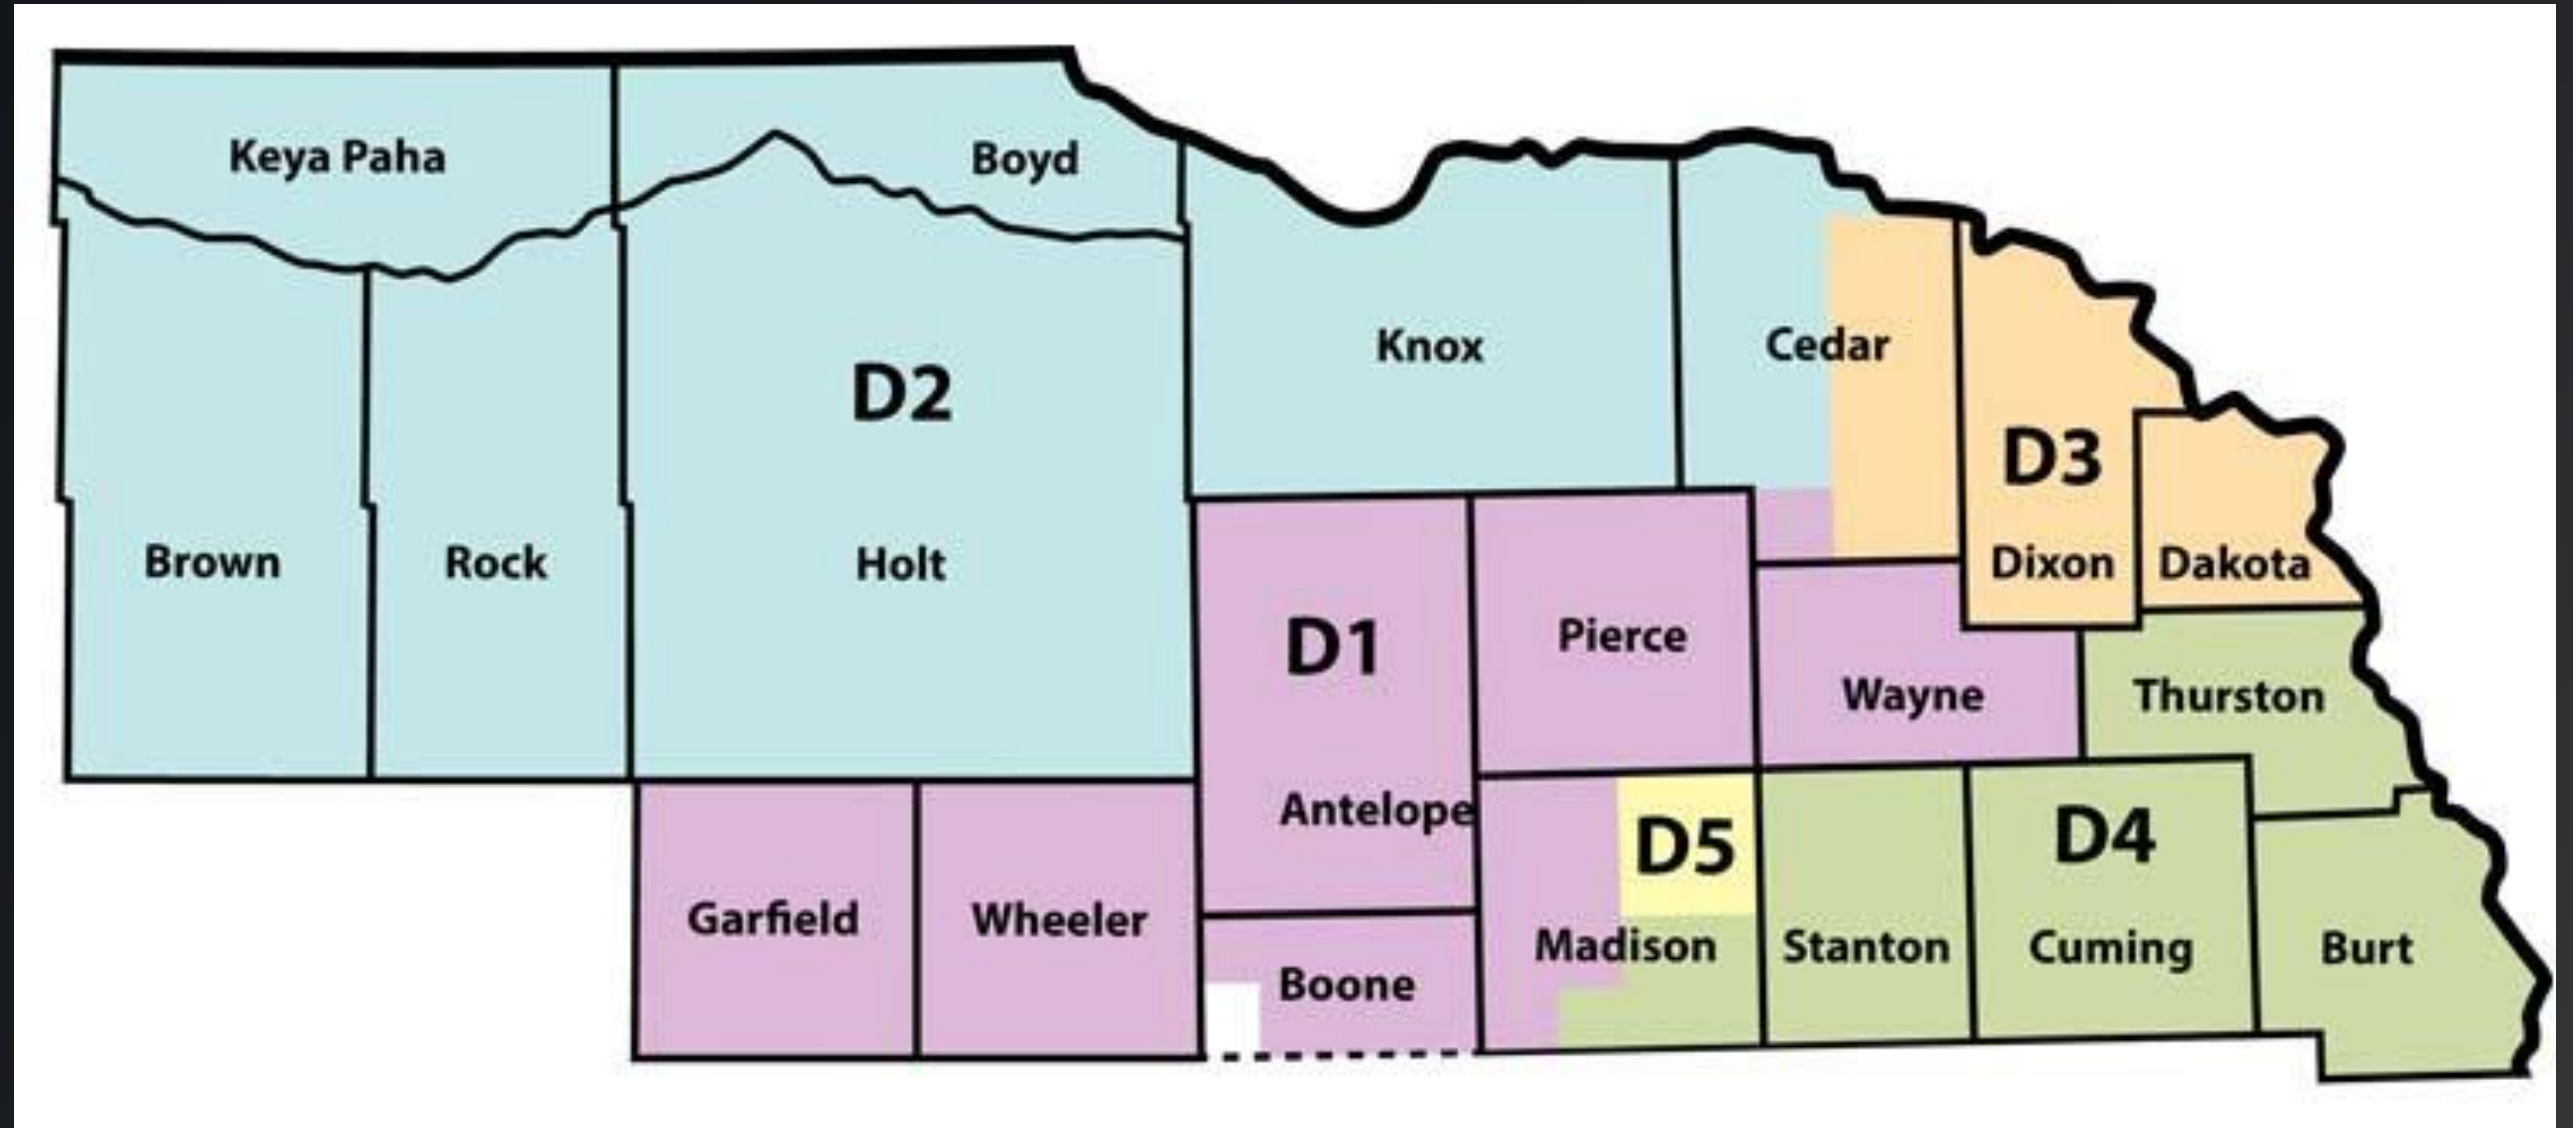 Keya Paha
Boyd
Knox
Cedar
D2
D3
Brown
Rock
Holt
Dixon
Dakota
D1
Pierce
Wayne
Thurston
Antelope
D5
D4
Garfield
Wheeler
Boone
Madison
Stanton
Cuming
Burt